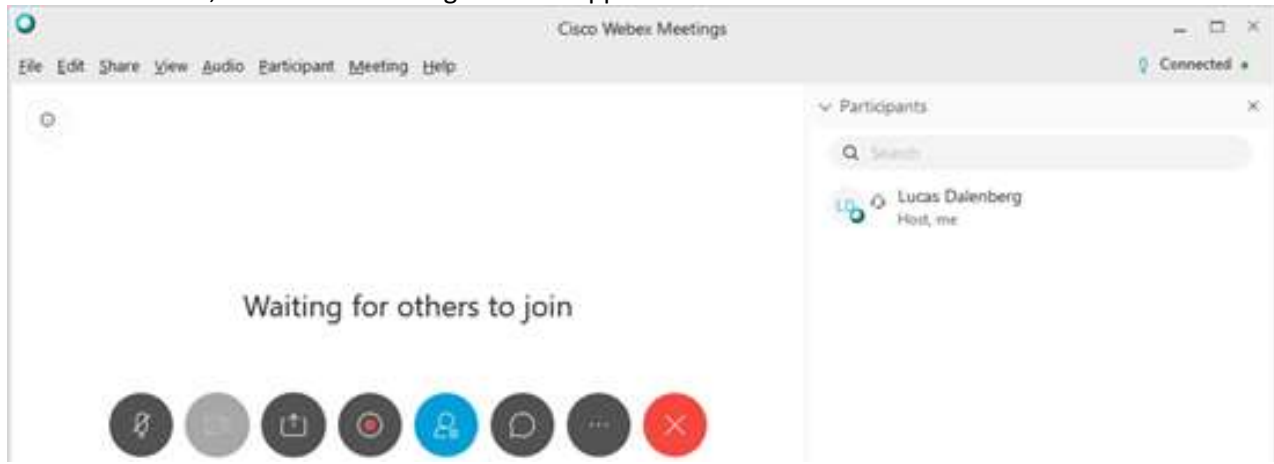 Cisco Webex Meetings
File Edit Share View Audio Participant Meeting Help
Connected
Participants
Search
LD
Lucas Dalenberg
Host, me
Waiting for others to join